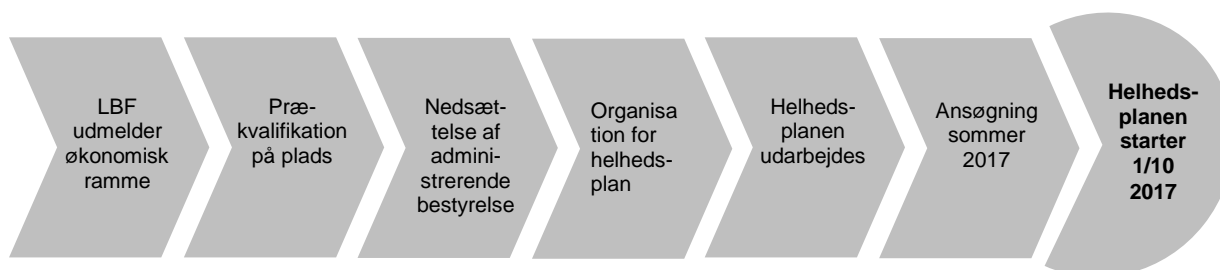 LBF
udmelder
økonomisk
ramme
Præ-
kvalifikation
på plads
Nedsæt-
telse af
admini-
strerende
bestyrelse
Organisa
tion for
helheds-
plan
Helheds-
planen
udarbejdes
Ansøgning
sommer
2017
Helheds-
planen
starter
1/10
2017